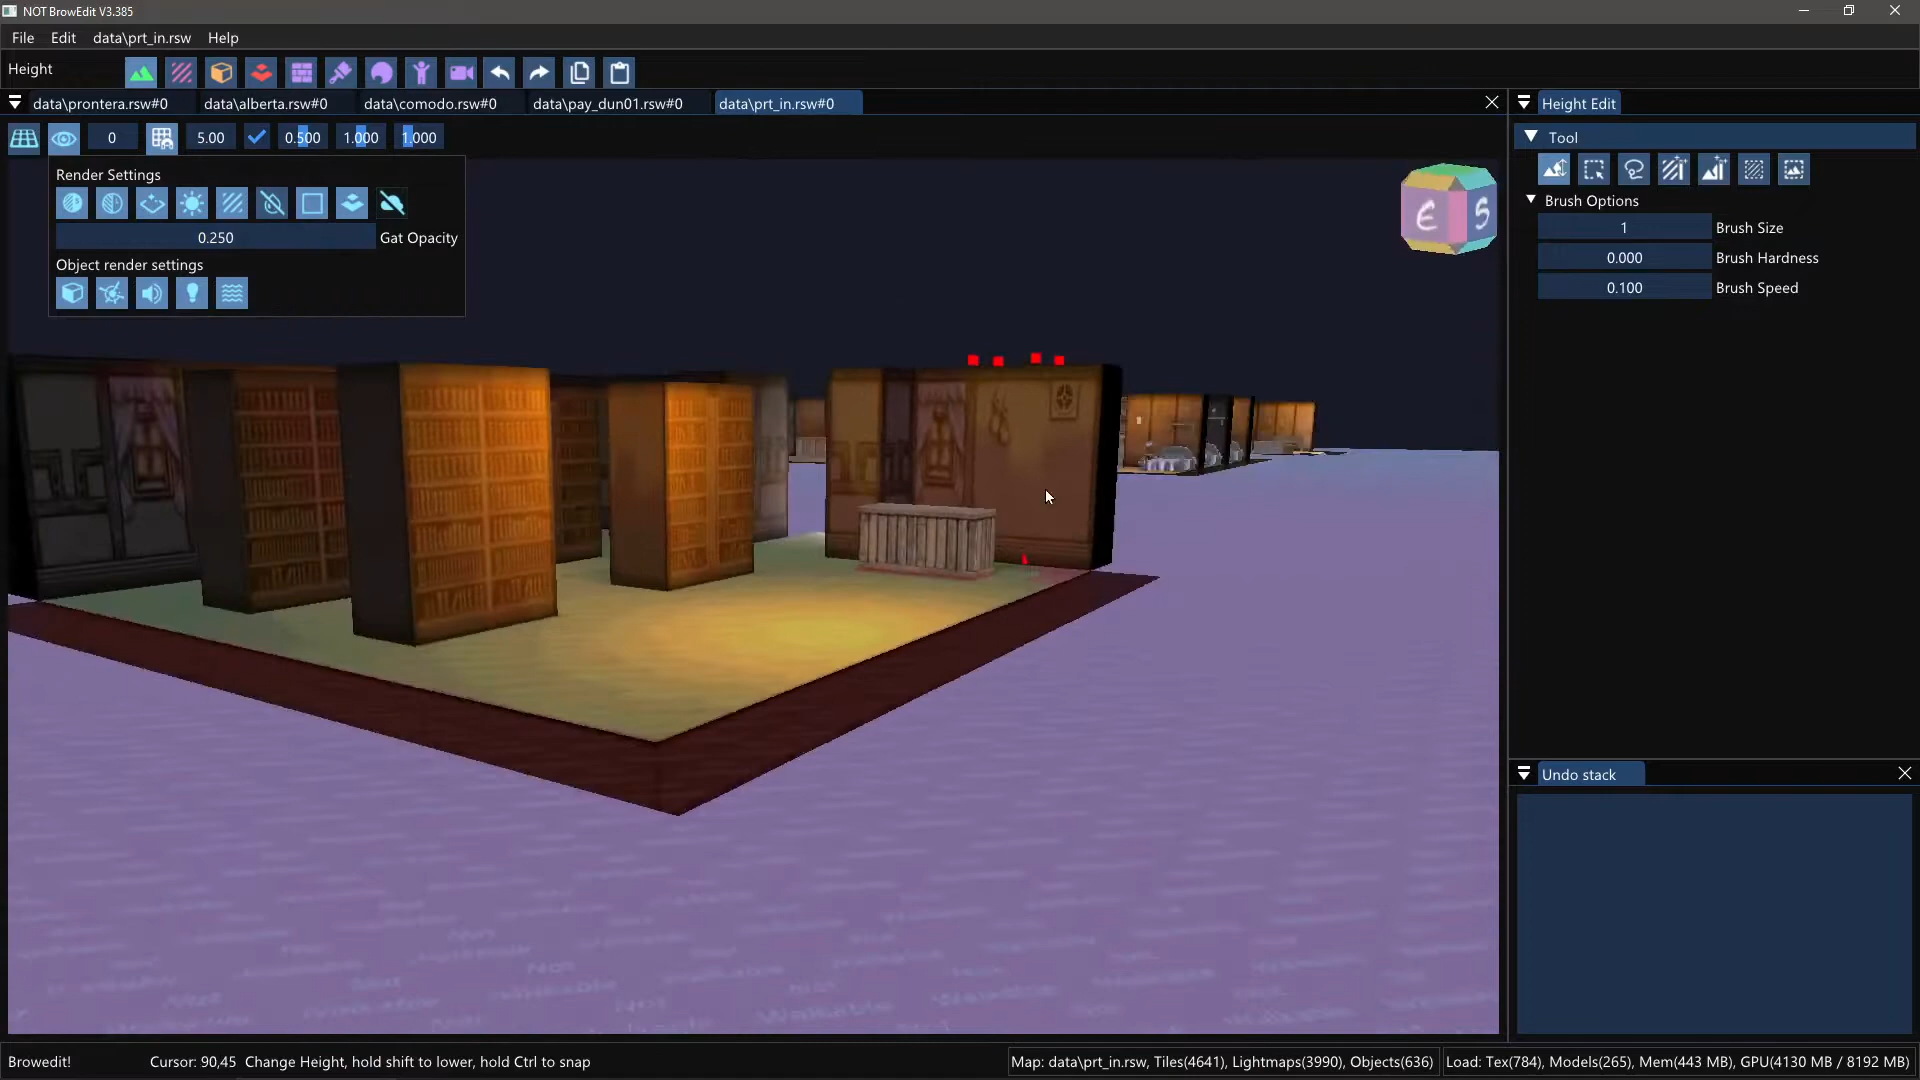 NOT BrowEdit V3.385
File Edit data\prt_in.rsw Help
Height
data\prontera.rsw#0 data\alberta.rsw#0 data\comodo.rsw#0 data\pay_dun01.rsw#0 data\prt_in.rsw#0
Height Edit
0 5.00 0.500 1.000 1.000
Tool
Render Settings
Brush Options
1 Brush Size
0.250 Gat Opacity
0.000 Brush Hardness
Object render settings
0.100 Brush Speed
E S
Undo stack
Walkable
Browedit! Cursor: 90,45 Change Height, hold shift to lower, hold Ctrl to snap
Map: data\prt_in.rsw, Tiles(4641), Lightmaps(3990), Objects(636) Load: Tex(784), Models(265), Mem(443 MB), GPU(4130 MB / 8192 MB)